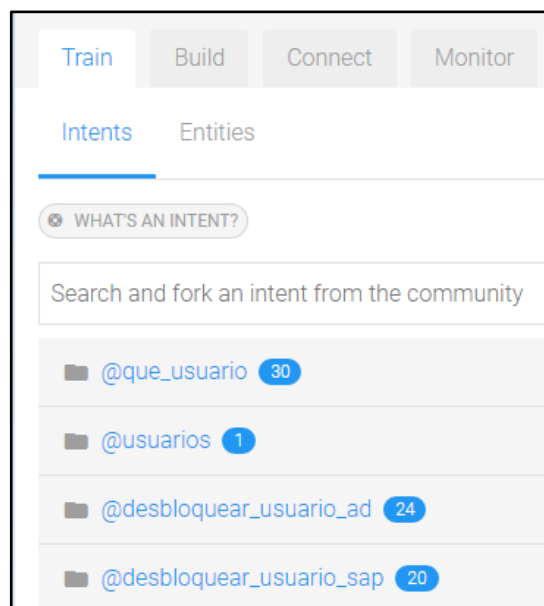 Train Build Connect Monitor
Intents Entities
WHAT'S AN INTENT?
Search and fork an intent from the community
@que_usuario 30
@usuarios 1
@desbloquear_usuario_ad 24
@desbloquear_usuario_sap 20